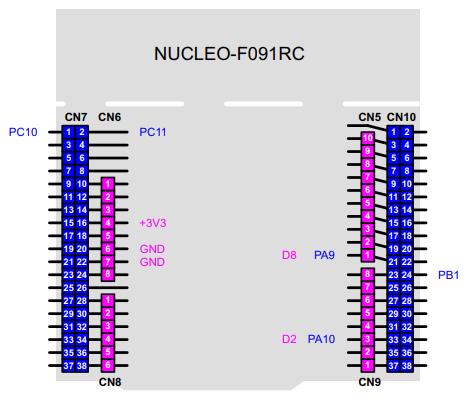 NUCLEO-F091RC
CN7 CN6 CN5 CN10
PC10 1 2 PC11 1 2
3 4 10 3 4
5 6 9 5 6
7 8 8 7 8
9 10 1 7 9 10
11 12 2 6 11 12
13 14 3 5 13 14
15 16 4 +3V3 4 15 16
17 18 5 3 17 18
19 20 6 GND 2 19 20
21 22 7 GND D8 PA9 1 21 22
23 24 8 8 23 24 PB1
25 26 7 25 26
27 28 1 6 27 28
29 30 2 5 29 30
31 32 3 4 31 32
33 34 4 D2 PA10 3 33 34
35 36 5 2 35 36
37 38 6 1 37 38
CN8 CN9